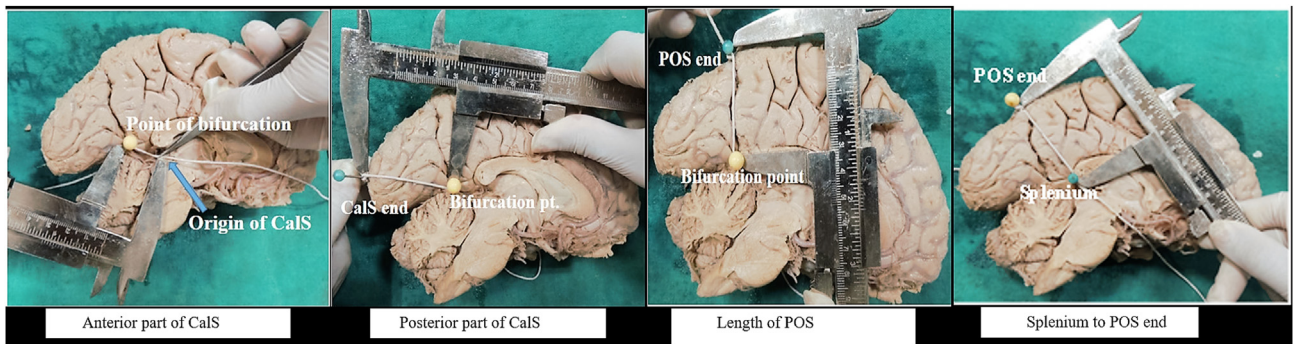 Point of bifurcation
Origin of CalS
Anterior part of CalS
CalS end
Bifurcation pt.
Posterior part of CalS
POS end
Bifurcation point
Length of POS
POS end
Splenium
Splenium to POS end